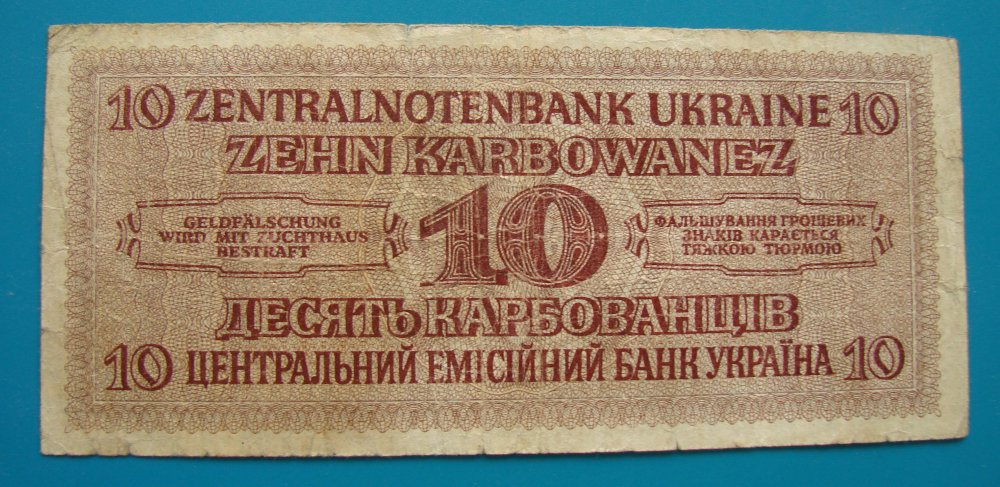 10 ZENTRALNOTENBANK UKRAINE 10
ZEHN KARBOWANEZ
GELDFÄLSCHUNG
WIRD MIT ZUCHTHAUS
BESTRAFT
10
ФАЛЬШУВАННЯ ГРОШЕВИХ
ЗНАКІВ КАРАЄТЬСЯ
ТЯЖКОЮ ТЮРМОЮ
ДЕСЯТЬ КАРБОВАНЦІВ
10 ЦЕНТРАЛЬНИЙ ЕМІСІЙНИЙ БАНК УКРАЇНА 10